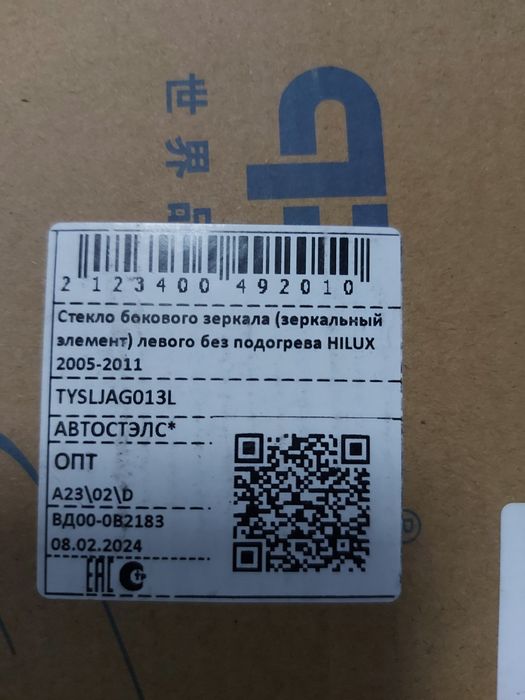 世界品
2 123400 492010
Стекло бокового зеркала (зеркальный
элемент) левого без подогрева HILUX
2005-2011
TYSLJAG013L
АВТОСТЭЛС*
ОПТ
A23\02\D
ВД00-0В2183
08.02.2024
EAC
®